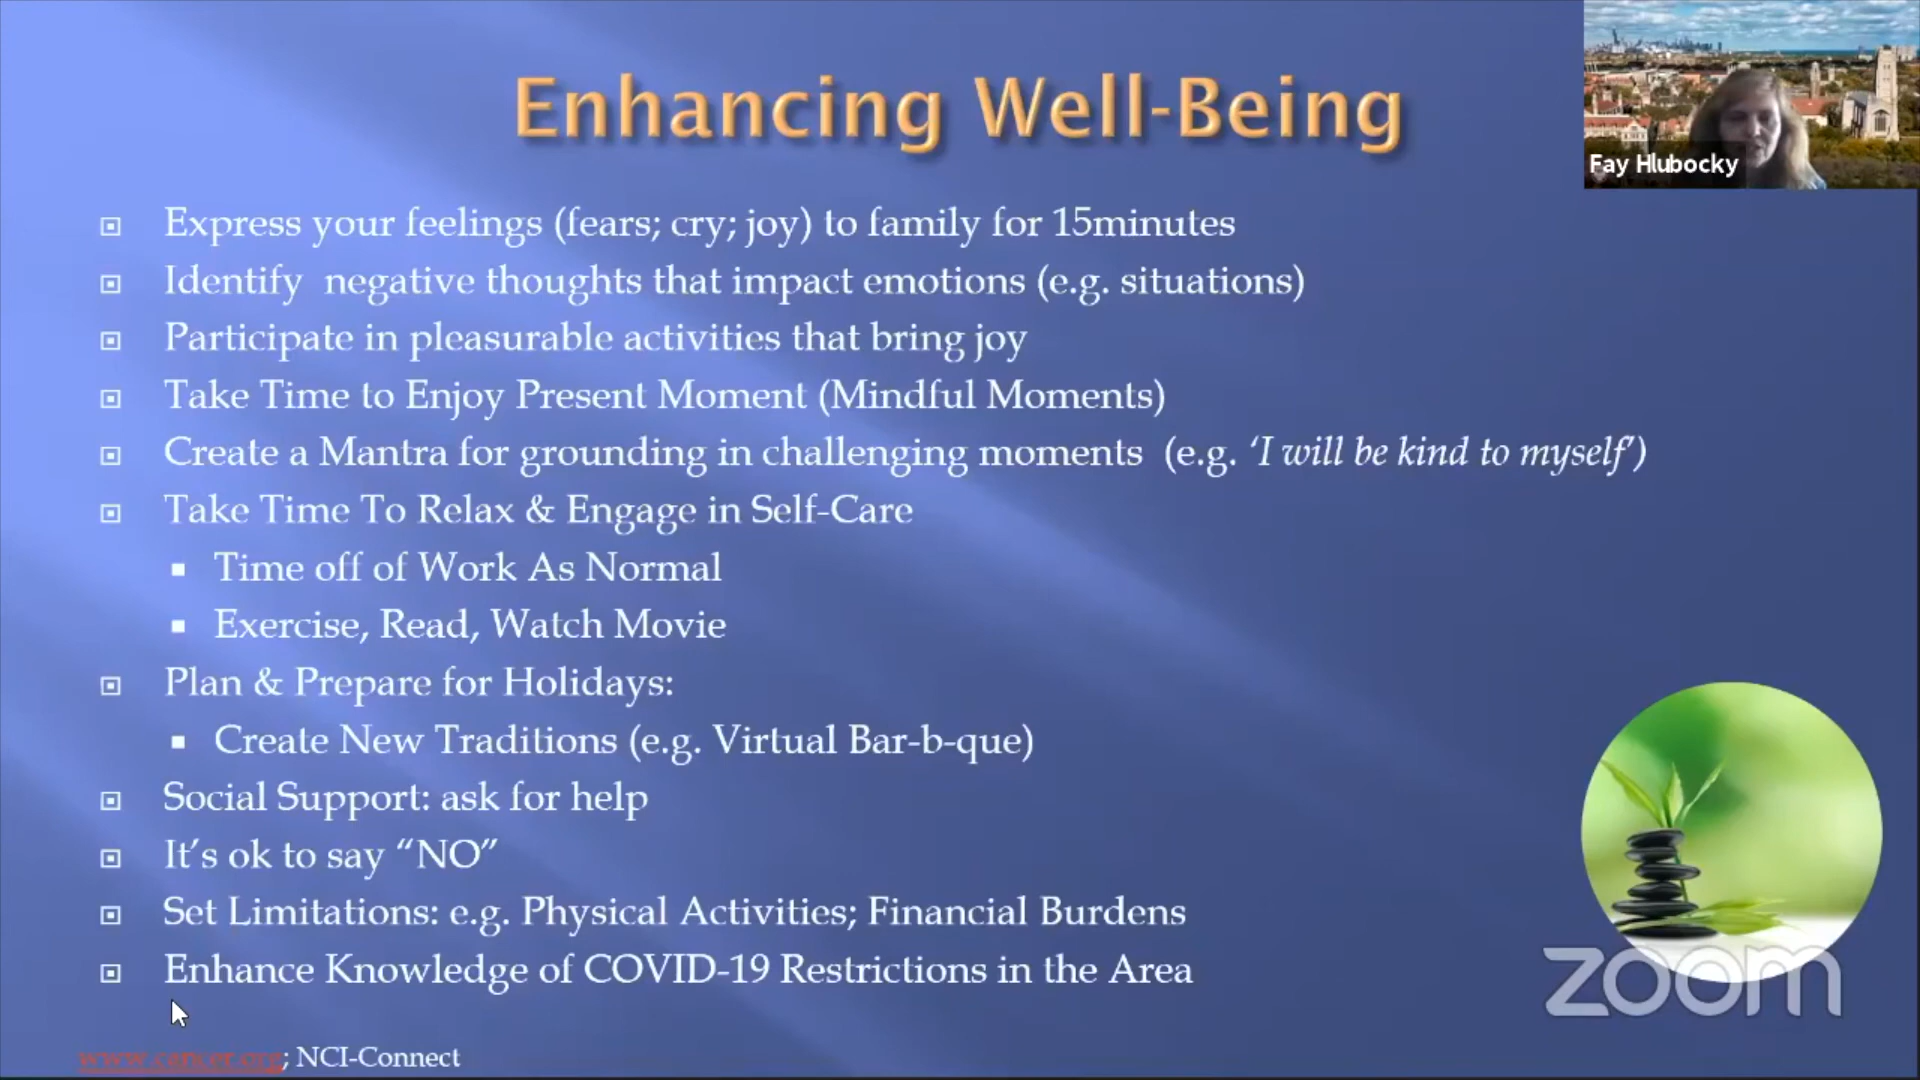 Enhancing Well-Being
Fay Hlubocky
Express your feelings (fears; cry; joy) to family for 15minutes
Identify negative thoughts that impact emotions (e.g. situations)
Participate in pleasurable activities that bring joy
Take Time to Enjoy Present Moment (Mindful Moments)
Create a Mantra for grounding in challenging moments (e.g. ‘I will be kind to myself’)
Take Time To Relax & Engage in Self-Care
Time off of Work As Normal
Exercise, Read, Watch Movie
Plan & Prepare for Holidays:
Create New Traditions (e.g. Virtual Bar-b-que)
Social Support: ask for help
It’s ok to say “NO”
Set Limitations: e.g. Physical Activities; Financial Burdens
Enhance Knowledge of COVID-19 Restrictions in the Area
zoom
www.cancer.org; NCI-Connect